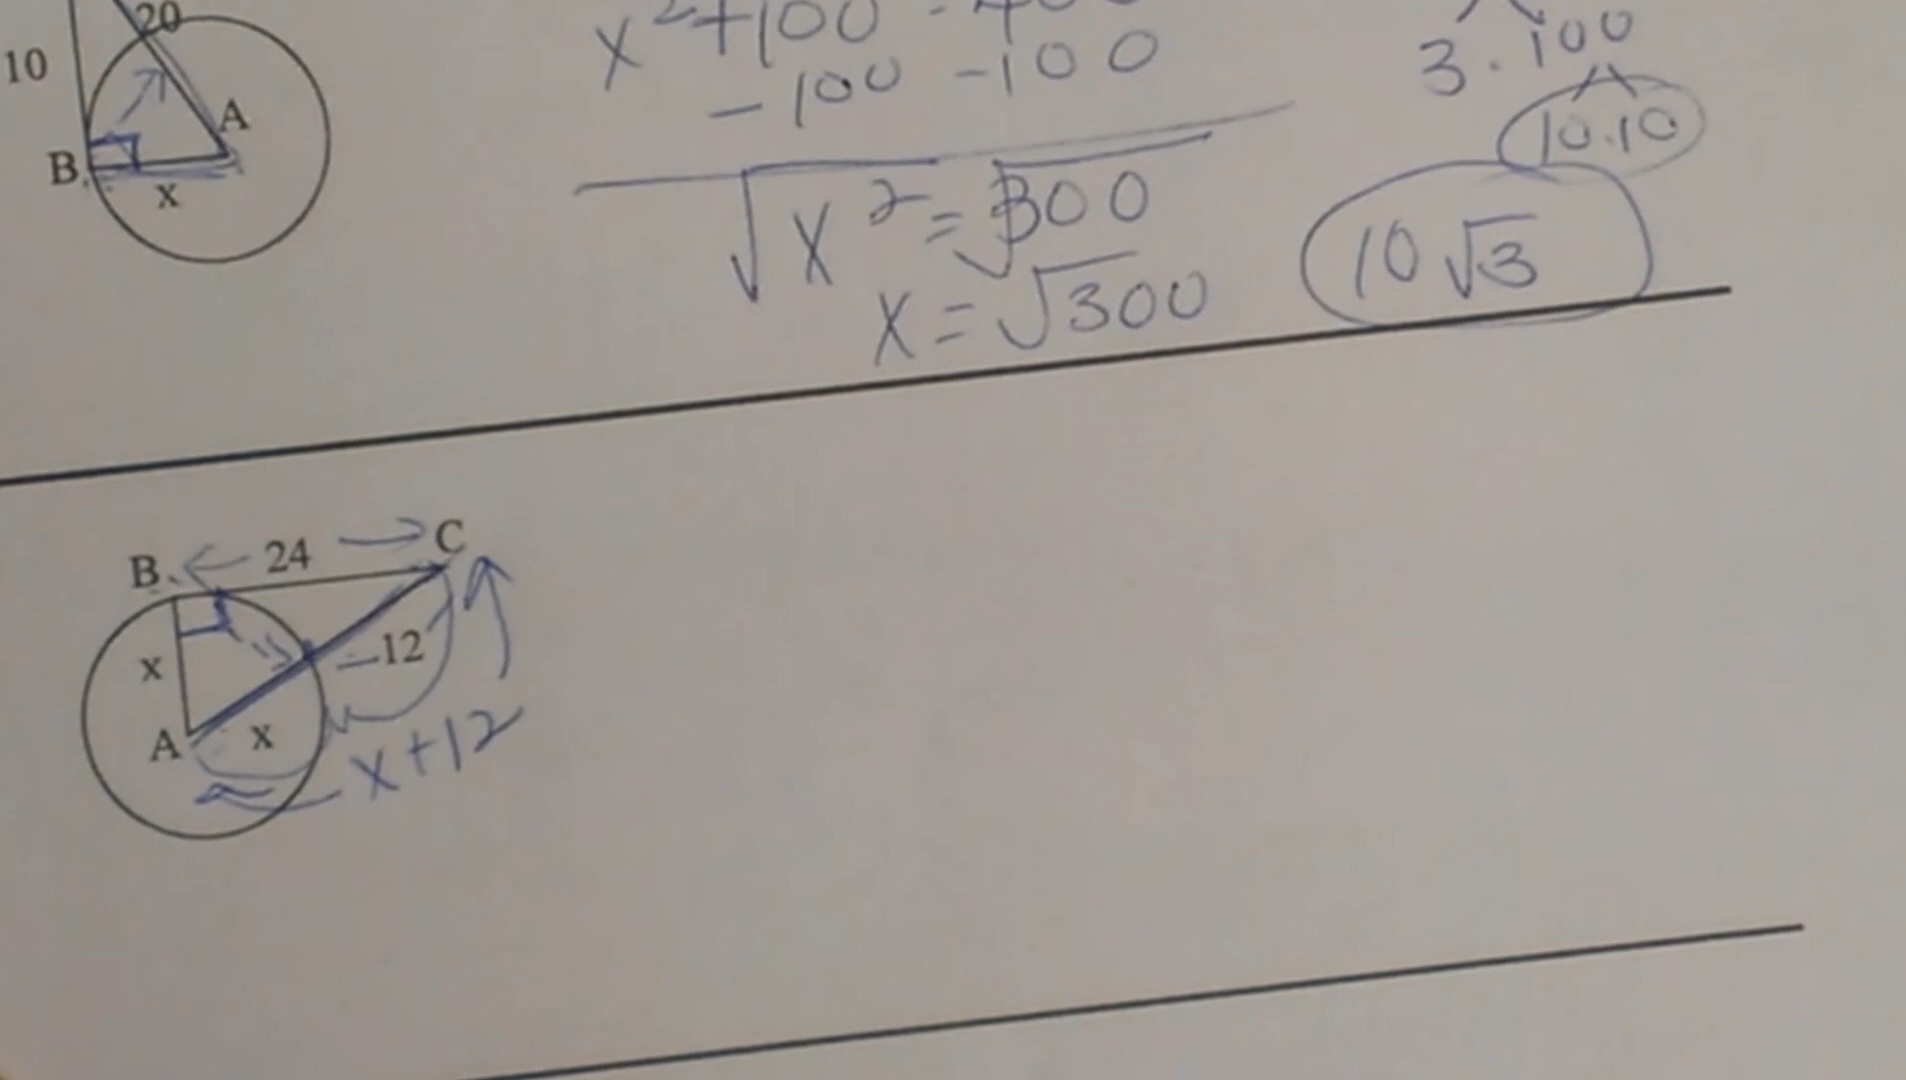 20
10
A
B
x
x²+100
-100 -100
3.100
10.10
√x² = √300
x = √300
10√3
B 24 C
x
-12
A x
x+12